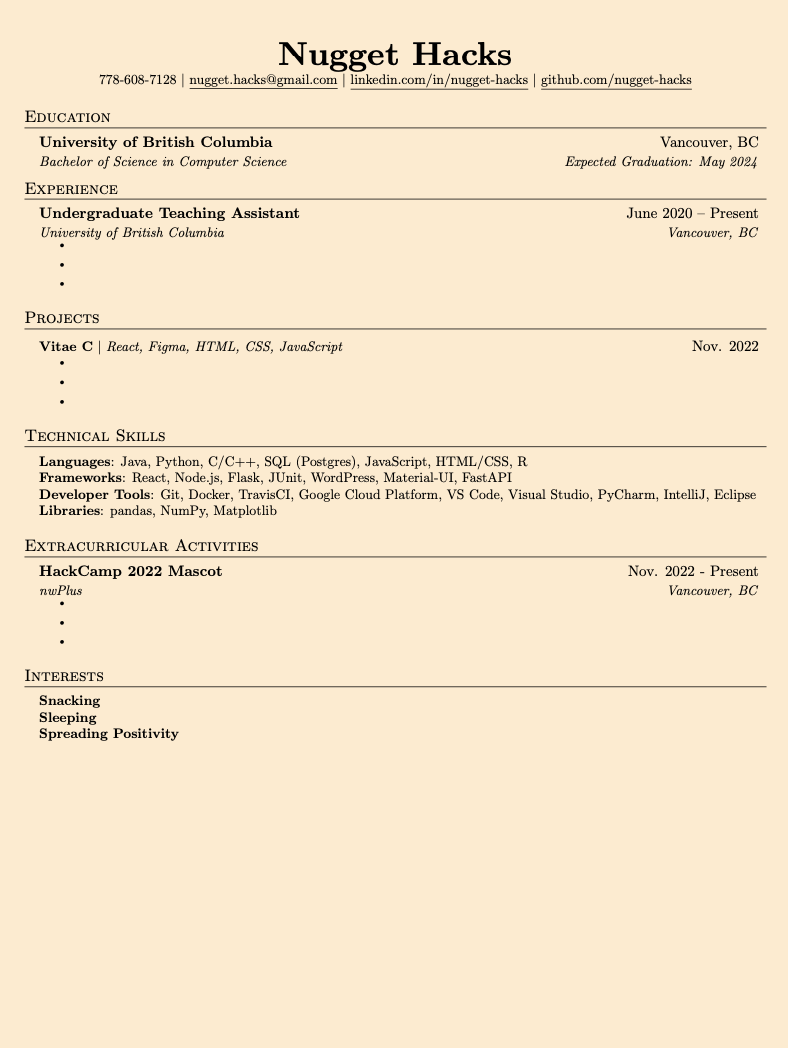 Nugget Hacks
778-608-7128 | nugget.hacks@gmail.com | linkedin.com/in/nugget-hacks | github.com/nugget-hacks
Education
University of British Columbia Vancouver, BC
Bachelor of Science in Computer Science Expected Graduation: May 2024
Experience
Undergraduate Teaching Assistant June 2020 – Present
University of British Columbia Vancouver, BC
•
•
•
Projects
Vitae C | React, Figma, HTML, CSS, JavaScript Nov. 2022
•
•
•
Technical Skills
Languages: Java, Python, C/C++, SQL (Postgres), JavaScript, HTML/CSS, R
Frameworks: React, Node.js, Flask, JUnit, WordPress, Material-UI, FastAPI
Developer Tools: Git, Docker, TravisCI, Google Cloud Platform, VS Code, Visual Studio, PyCharm, IntelliJ, Eclipse
Libraries: pandas, NumPy, Matplotlib
Extracurricular Activities
HackCamp 2022 Mascot Nov. 2022 - Present
nwPlus Vancouver, BC
•
•
•
Interests
Snacking
Sleeping
Spreading Positivity